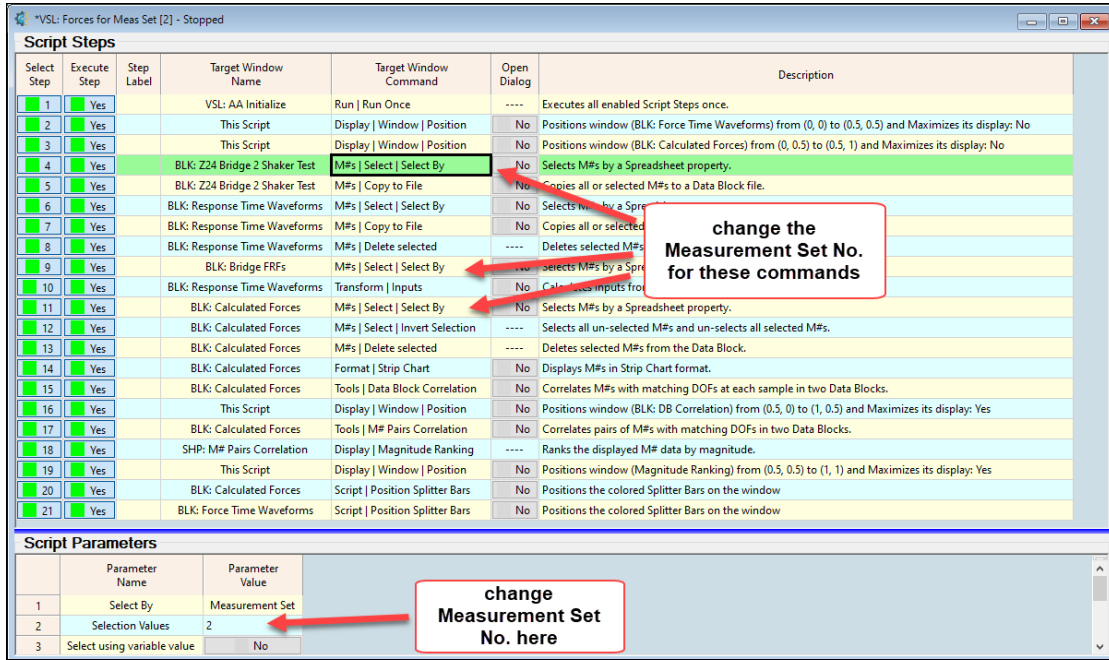 *VSL: Forces for Meas Set [2] - Stopped
Script Steps
Select Step Execute Step Step Label Target Window Name Target Window Command Open Dialog Description
1 Yes VSL: AA Initialize Run | Run Once ---- Executes all enabled Script Steps once.
2 Yes This Script Display | Window | Position No Positions window (BLK: Force Time Waveforms) from (0, 0) to (0.5, 0.5) and Maximizes its display: No
3 Yes This Script Display | Window | Position No Positions window (BLK: Calculated Forces) from (0, 0.5) to (0.5, 1) and Maximizes its display: No
4 Yes BLK: Z24 Bridge 2 Shaker Test M#s | Select | Select By No Selects M#s by a Spreadsheet property.
5 Yes BLK: Z24 Bridge 2 Shaker Test M#s | Copy to File No Copies all or selected M#s to a Data Block file.
6 Yes BLK: Response Time Waveforms M#s | Select | Select By No Selects M#s by a
7 Yes BLK: Response Time Waveforms M#s | Copy to File No Copies all or selected
8 Yes BLK: Response Time Waveforms M#s | Delete selected ---- Deletes selected M#s
9 Yes BLK: Bridge FRFs M#s | Select | Select By No Selects M#s by a
10 Yes BLK: Response Time Waveforms Transform | Inputs No Calculates Inputs
11 Yes BLK: Calculated Forces M#s | Select | Select By No Selects M#s by a Spreadsheet property.
12 Yes BLK: Calculated Forces M#s | Select | Invert Selection ---- Selects all un-selected M#s and un-selects all selected M#s.
13 Yes BLK: Calculated Forces M#s | Delete selected ---- Deletes selected M#s from the Data Block.
14 Yes BLK: Calculated Forces Format | Strip Chart No Displays M#s in Strip Chart format.
15 Yes BLK: Calculated Forces Tools | Data Block Correlation No Correlates M#s with matching DOFs at each sample in two Data Blocks.
16 Yes This Script Display | Window | Position No Positions window (BLK: DB Correlation) from (0.5, 0) to (1, 0.5) and Maximizes its display: Yes
17 Yes BLK: Calculated Forces Tools | M# Pairs Correlation No Correlates pairs of M#s with matching DOFs in two Data Blocks.
18 Yes SHP: M# Pairs Correlation Display | Magnitude Ranking ---- Ranks the displayed M# data by magnitude.
19 Yes This Script Display | Window | Position No Positions window (Magnitude Ranking) from (0.5, 0.5) to (1, 1) and Maximizes its display: Yes
20 Yes BLK: Calculated Forces Script | Position Splitter Bars No Positions the colored Splitter Bars on the window
21 Yes BLK: Force Time Waveforms Script | Position Splitter Bars No Positions the colored Splitter Bars on the window
change the
Measurement Set No.
for these commands
Script Parameters
Parameter Name Parameter Value
1 Select By Measurement Set
2 Selection Values 2
3 Select using variable value No
change
Measurement Set
No. here